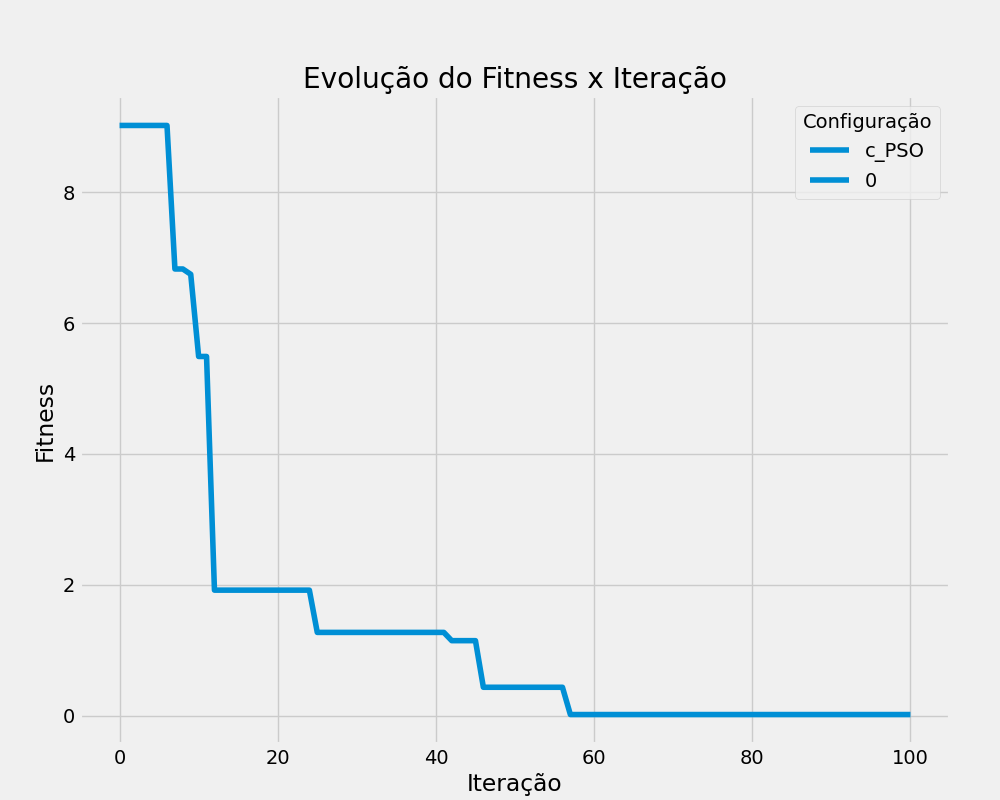 Evolução do Fitness x Iteração
Configuração
c_PSO
0
8
6
4
2
0
Fitness
0 20 40 60 80 100
Iteração